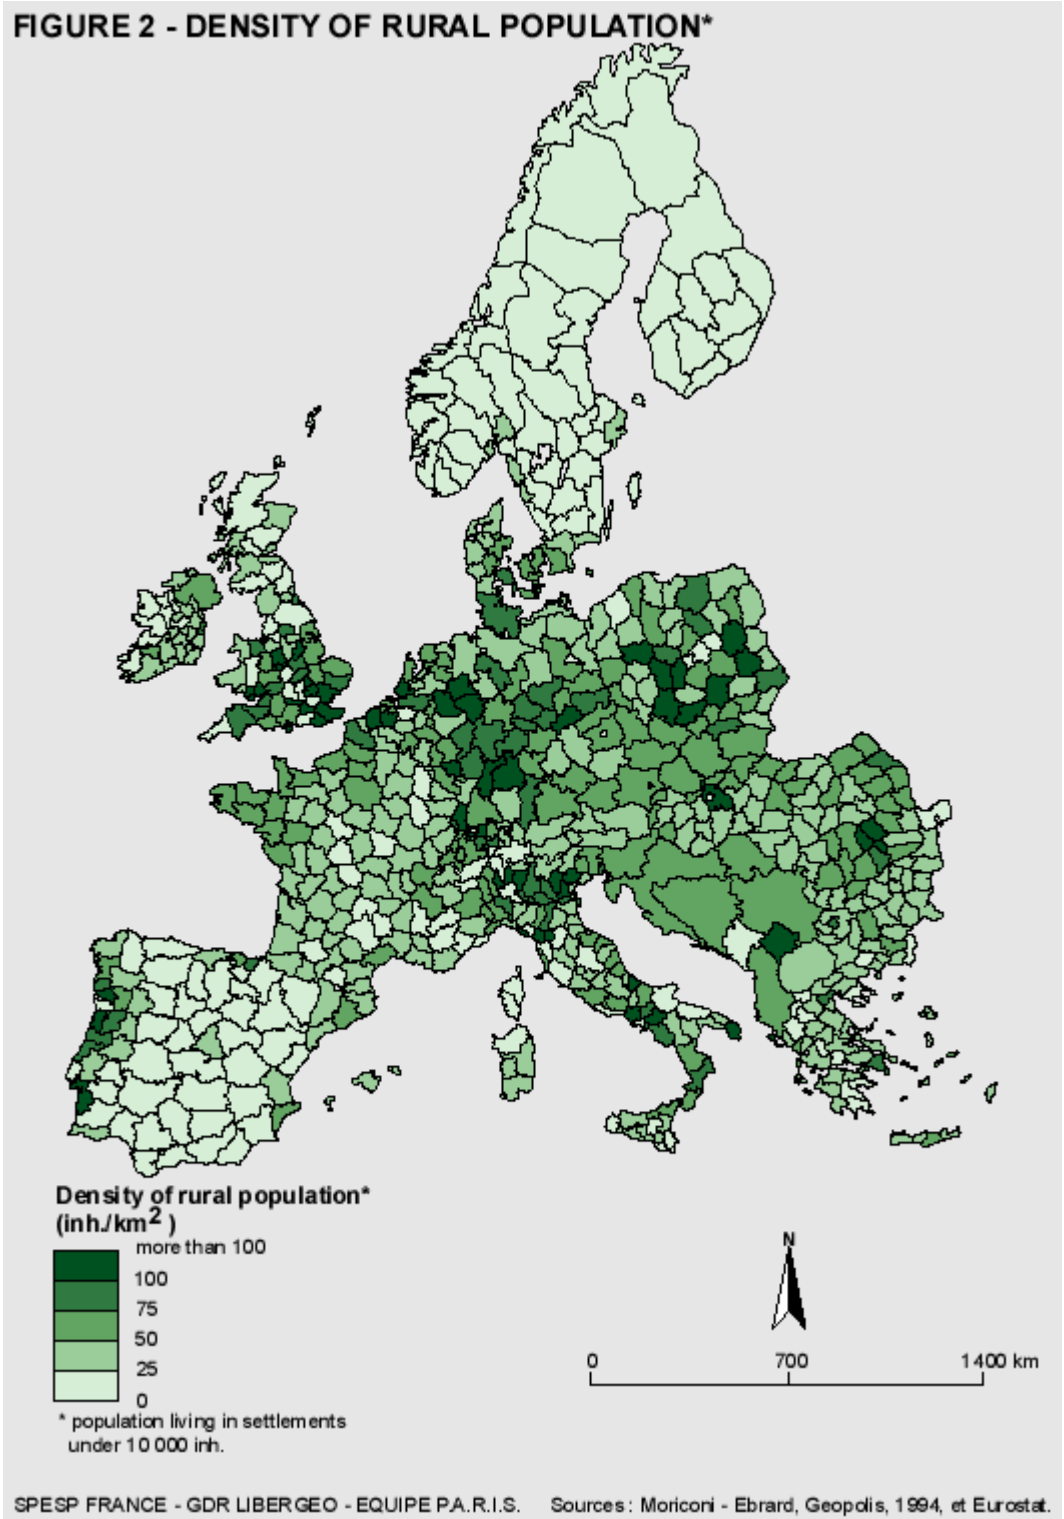 FIGURE 2 - DENSITY OF RURAL POPULATION*
Density of rural population*
(inh./km2 )
more than 100
100
75
50
25
0
* population living in settlements
under 10 000 inh.
N
0 700 1400 km
SPESP FRANCE - GDR LIBERGEO - EQUIPE P.A.R.I.S. Sources : Moriconi - Ebrard, Geopolis, 1994, et Eurostat.